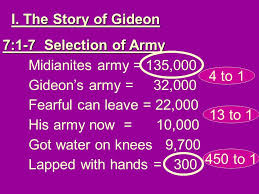 I. The Story of Gideon
7:1-7 Selection of Army
Midianites army = 135,000
4 to 1
Gideon's army = 32,000
Fearful can leave = 22,000
13 to 1
His army now = 10,000
Got water on knees 9,700
Lapped with hands = 300
450 to 1